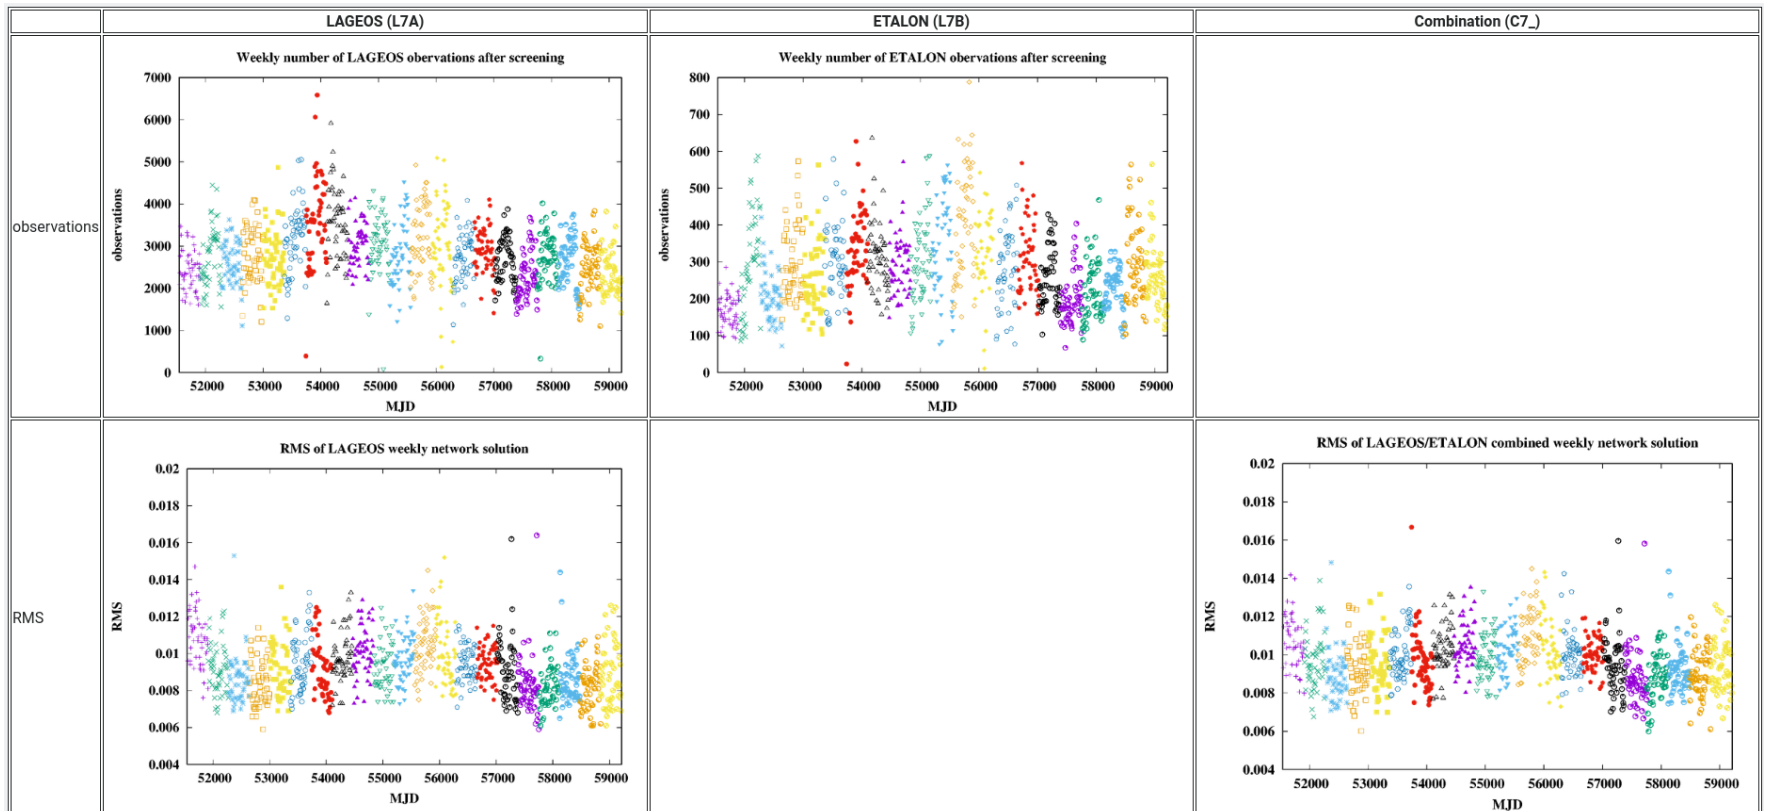 LAGEOS (L7A) ETALON (L7B) Combination (C7_)
observations
Weekly number of LAGEOS obervations after screening
7000
6000
5000
4000
3000
2000
1000
0
observations
52000 53000 54000 55000 56000 57000 58000 59000
MJD
Weekly number of ETALON obervations after screening
800
700
600
500
400
300
200
100
0
observations
52000 53000 54000 55000 56000 57000 58000 59000
MJD
RMS
RMS of LAGEOS weekly network solution
0.02
0.018
0.016
0.014
0.012
0.01
0.008
0.006
0.004
RMS
52000 53000 54000 55000 56000 57000 58000 59000
MJD
RMS of LAGEOS/ETALON combined weekly network solution
0.02
0.018
0.016
0.014
0.012
0.01
0.008
0.006
0.004
RMS
52000 53000 54000 55000 56000 57000 58000 59000
MJD